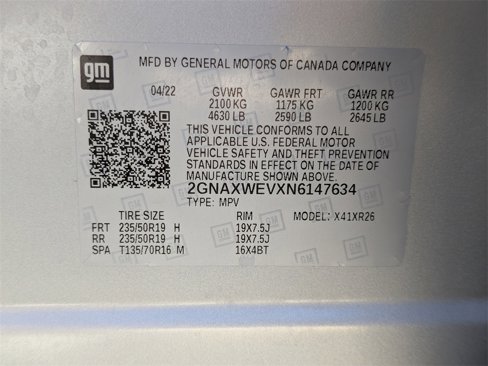 gm
MFD BY GENERAL MOTORS OF CANADA COMPANY
04/22 GVWR GAWR FRT GAWR RR
2100 KG 1175 KG 1200 KG
4630 LB 2590 LB 2645 LB
THIS VEHICLE CONFORMS TO ALL
APPLICABLE U.S. FEDERAL MOTOR
VEHICLE SAFETY AND THEFT PREVENTION
STANDARDS IN EFFECT ON THE DATE OF
MANUFACTURE SHOWN ABOVE.
2GNAXWEVXN6147634
TYPE: MPV
TIRE SIZE RIM MODEL: X41XR26
FRT 235/50R19 H 19X7.5J
RR 235/50R19 H 19X7.5J
SPA T135/70R16 M 16X4BT